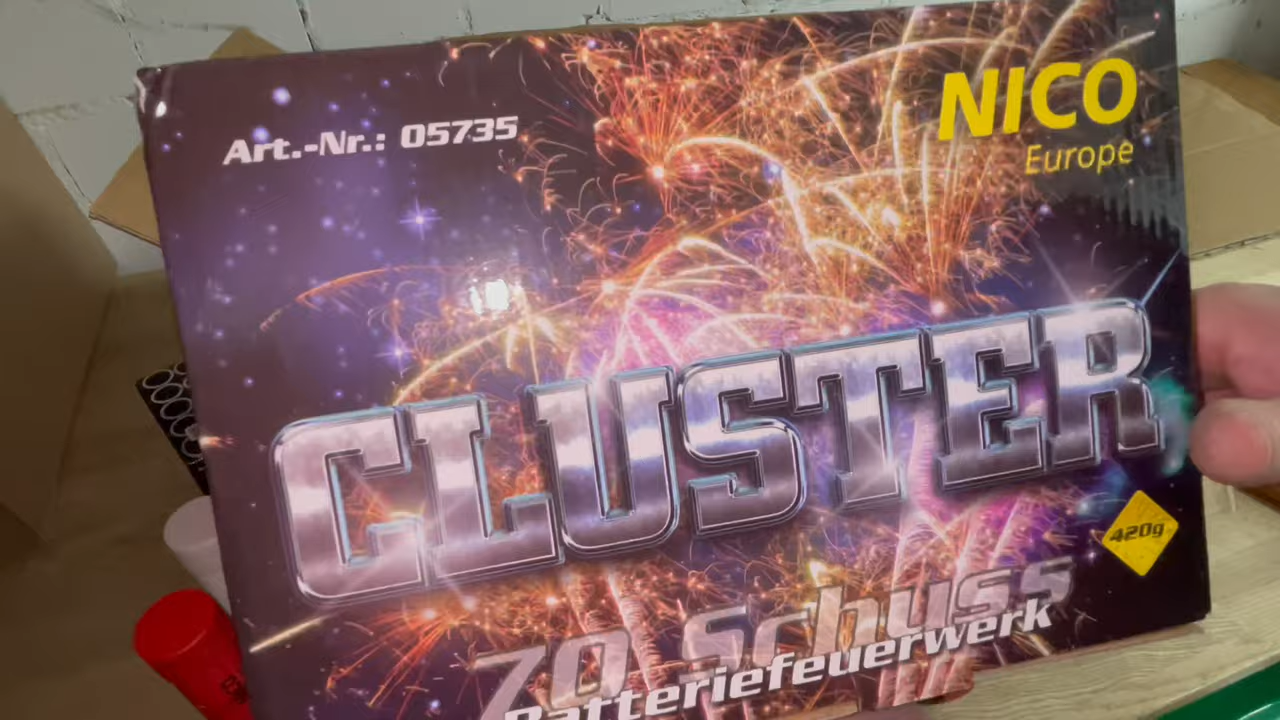 Art.-Nr.: 05735
NICO
Europe
CLUSTER
420g
70 schuss
Batteriefeuerwerk